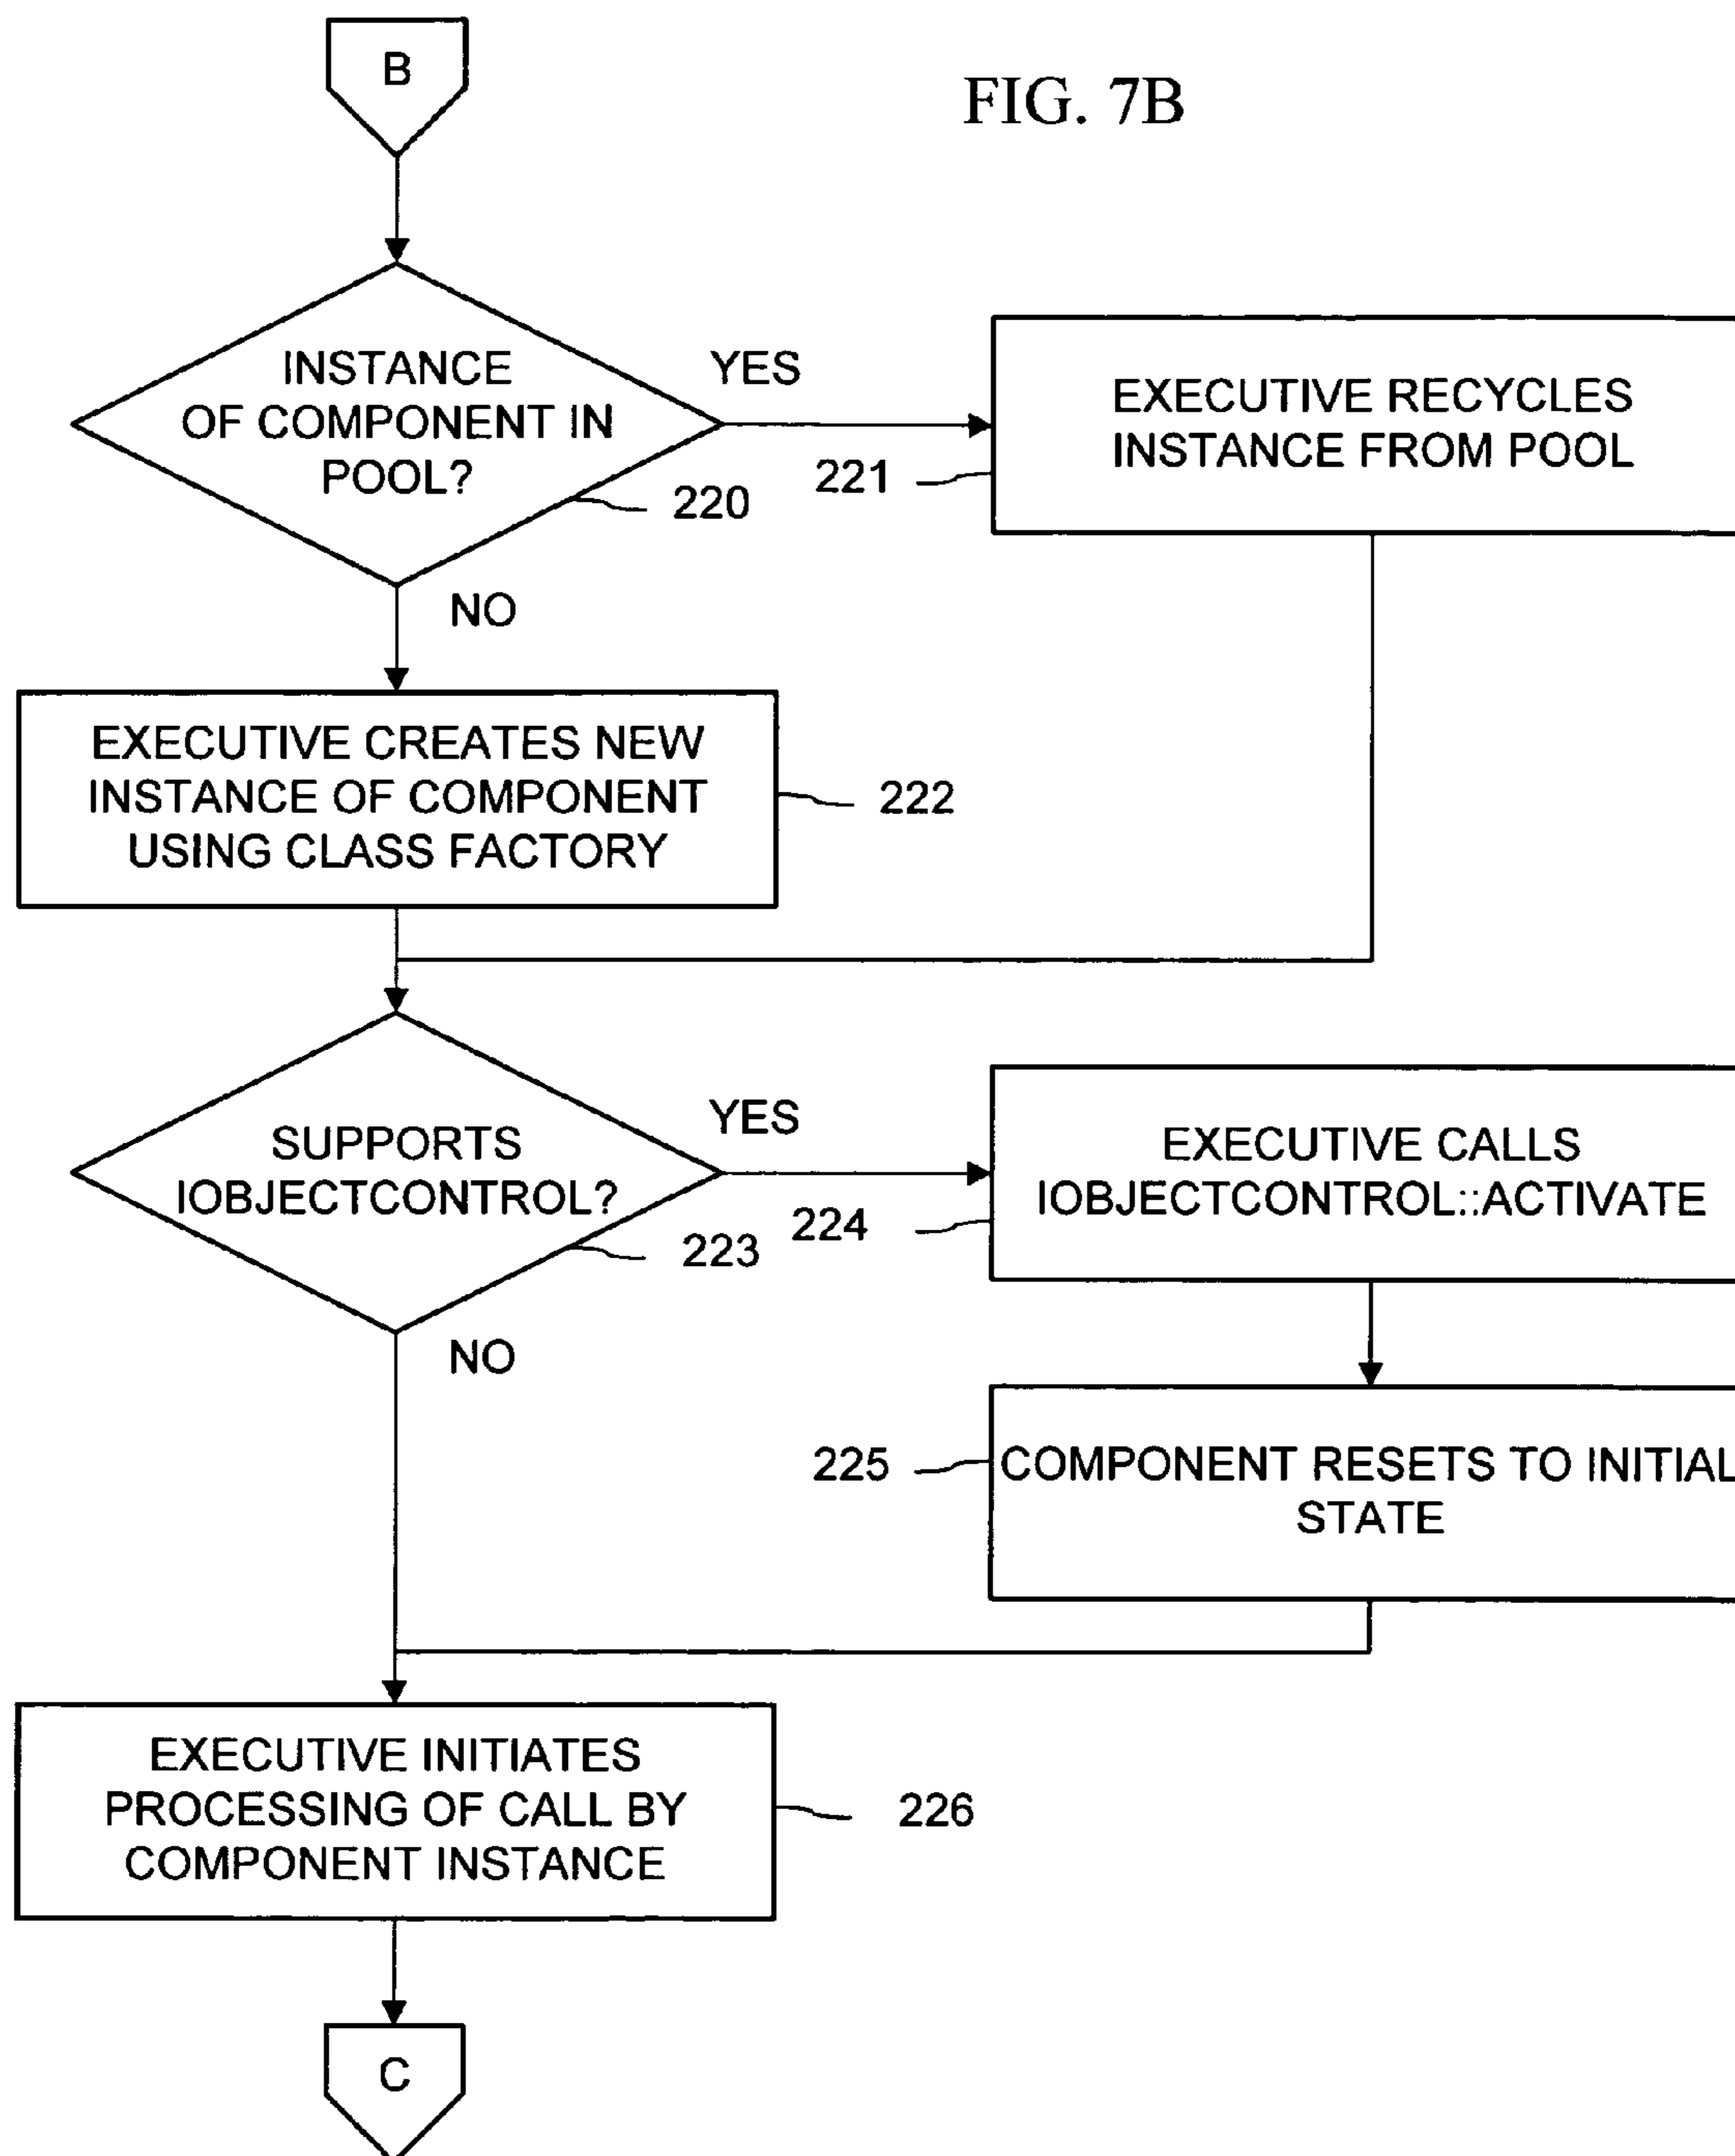 B
FIG. 7B
INSTANCE
OF COMPONENT IN
POOL?
220
YES
221
EXECUTIVE RECYCLES
INSTANCE FROM POOL
NO
EXECUTIVE CREATES NEW
INSTANCE OF COMPONENT
USING CLASS FACTORY
222
SUPPORTS
IOBJECTCONTROL?
223
YES
224
EXECUTIVE CALLS
IOBJECTCONTROL::ACTIVATE
NO
225
COMPONENT RESETS TO INITIAL
STATE
EXECUTIVE INITIATES
PROCESSING OF CALL BY
COMPONENT INSTANCE
226
C